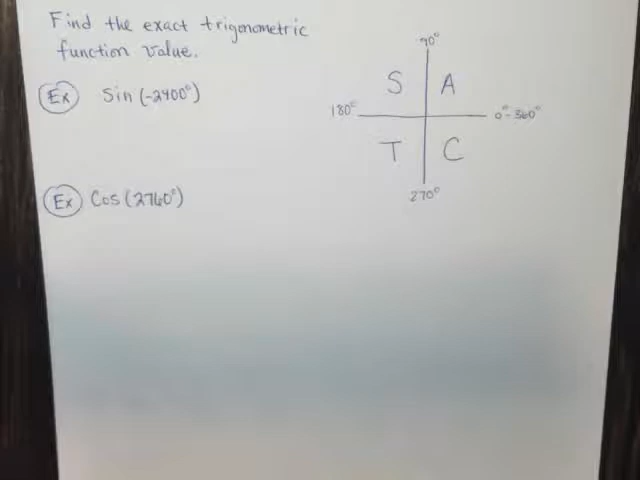 Find the exact trigonometric
function value.
90°
Ex Sin (-2400°)
S A
180° 0°- 360°
T C
Ex Cos (2760°)
270°